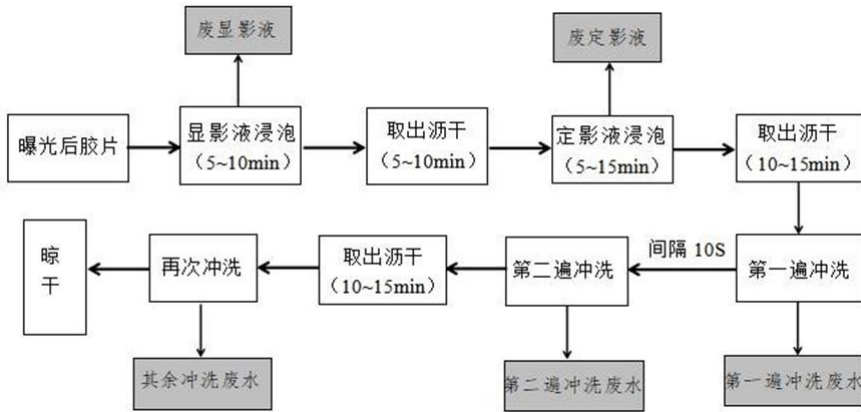 废显影液
废定影液
曝光后胶片
显影液浸泡
（5~10min）
取出沥干
（5~10min）
定影液浸泡
（5~15min）
取出沥干
（10~15min）
晾
干
再次冲洗
取出沥干
（10~15min）
第二遍冲洗
间隔 10S
第一遍冲洗
其余冲洗废水
第二遍冲洗废水
第一遍冲洗废水